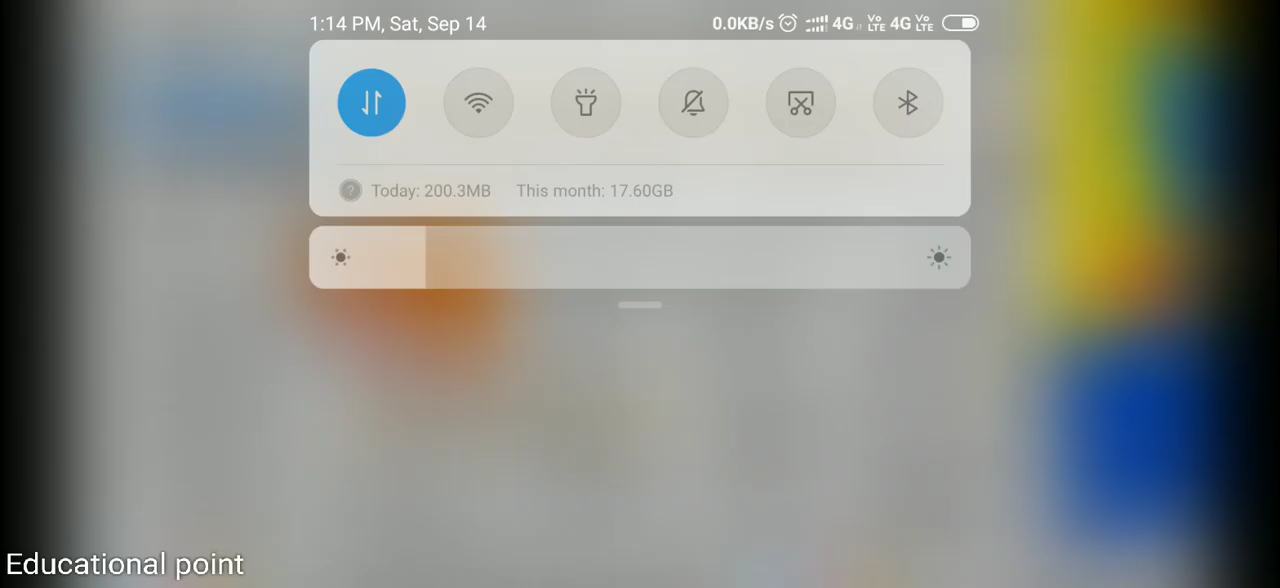 1:14 PM, Sat, Sep 14 0.0KB/s 4G Vo LTE 4G Vo LTE
Today: 200.3MB This month: 17.60GB
Educational point